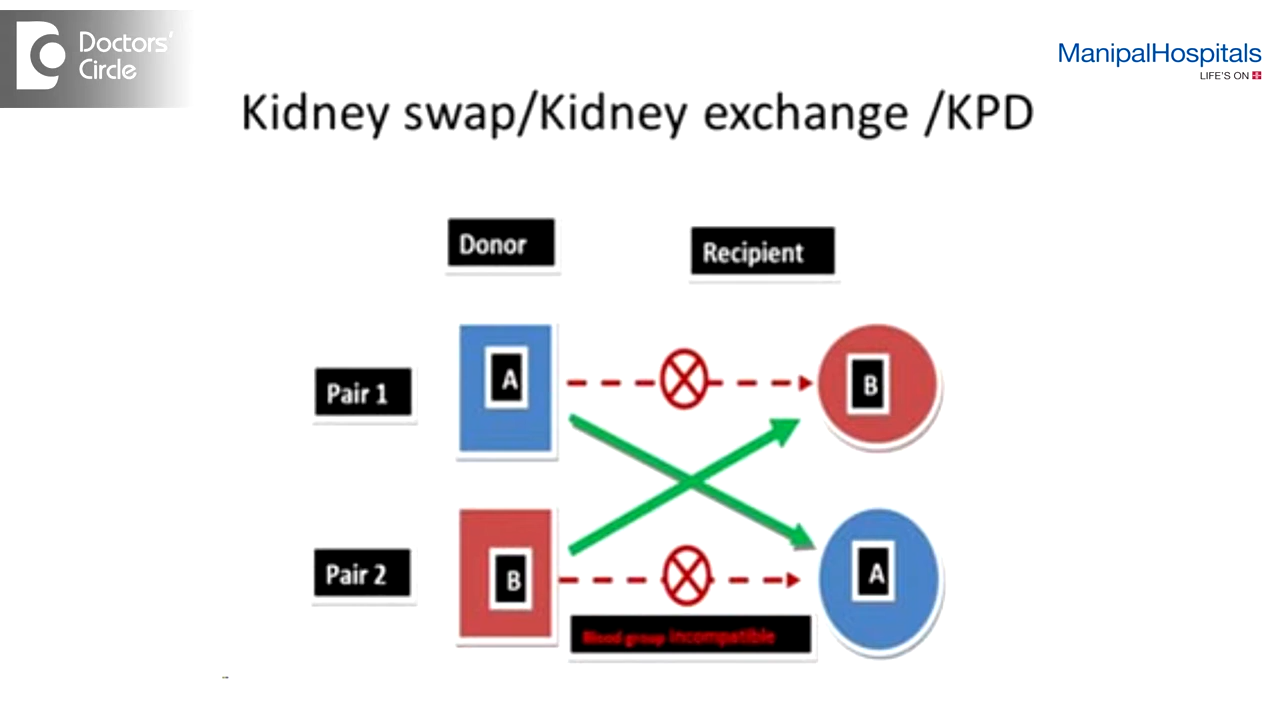 Doctors'
Circle
ManipalHospitals
LIFE'S ON
Kidney swap/Kidney exchange /KPD
Donor
Recipient
Pair 1
A
B
Pair 2
B
A
Blood group incompatible